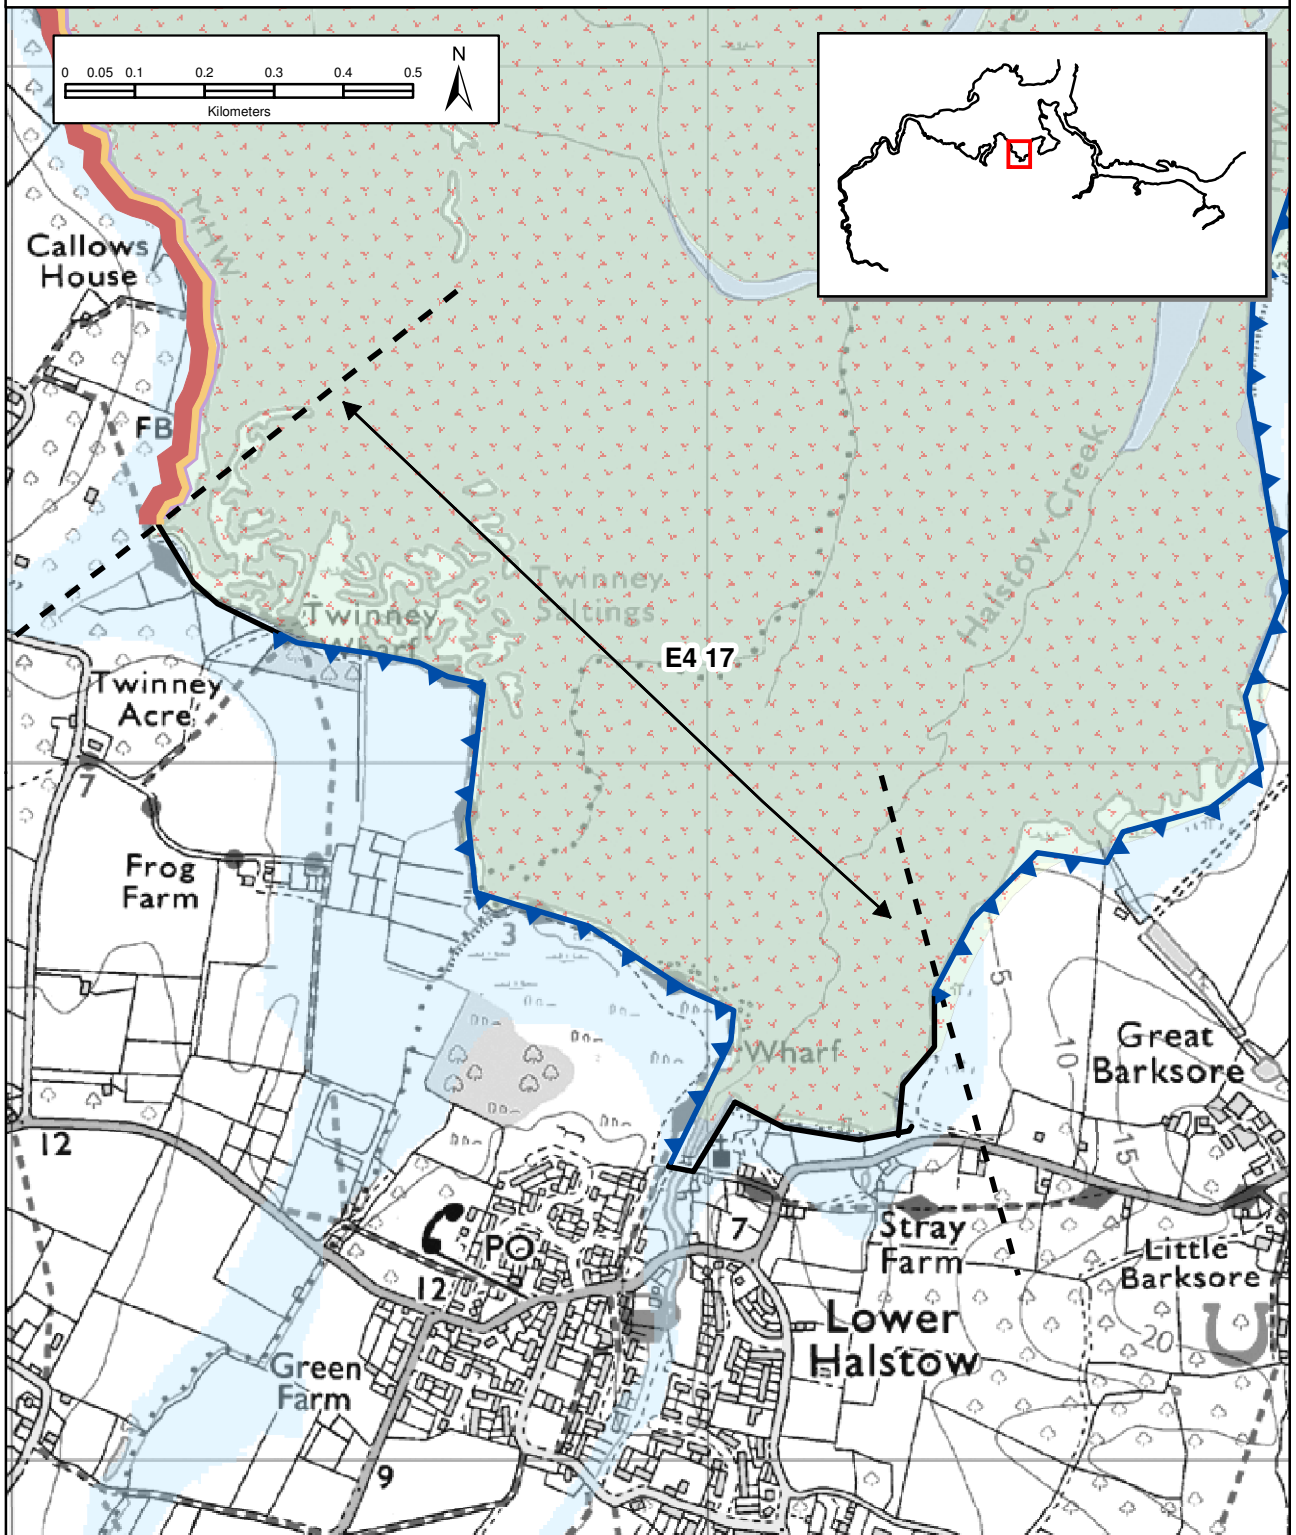 0 0.05 0.1 0.2 0.3 0.4 0.5
Kilometers
N
MHW
Callows
House
FB
Halstow Creek
Twinney
Saltings
Twinney
Wharf
E4 17
Twinney
Acre
7
Frog
Farm
3
5
Wharf
10
Great
Barksore
12
15
7
Stray
Farm
PO
Little
Barksore
12
Lower
Halstow
20
Green
Farm
9